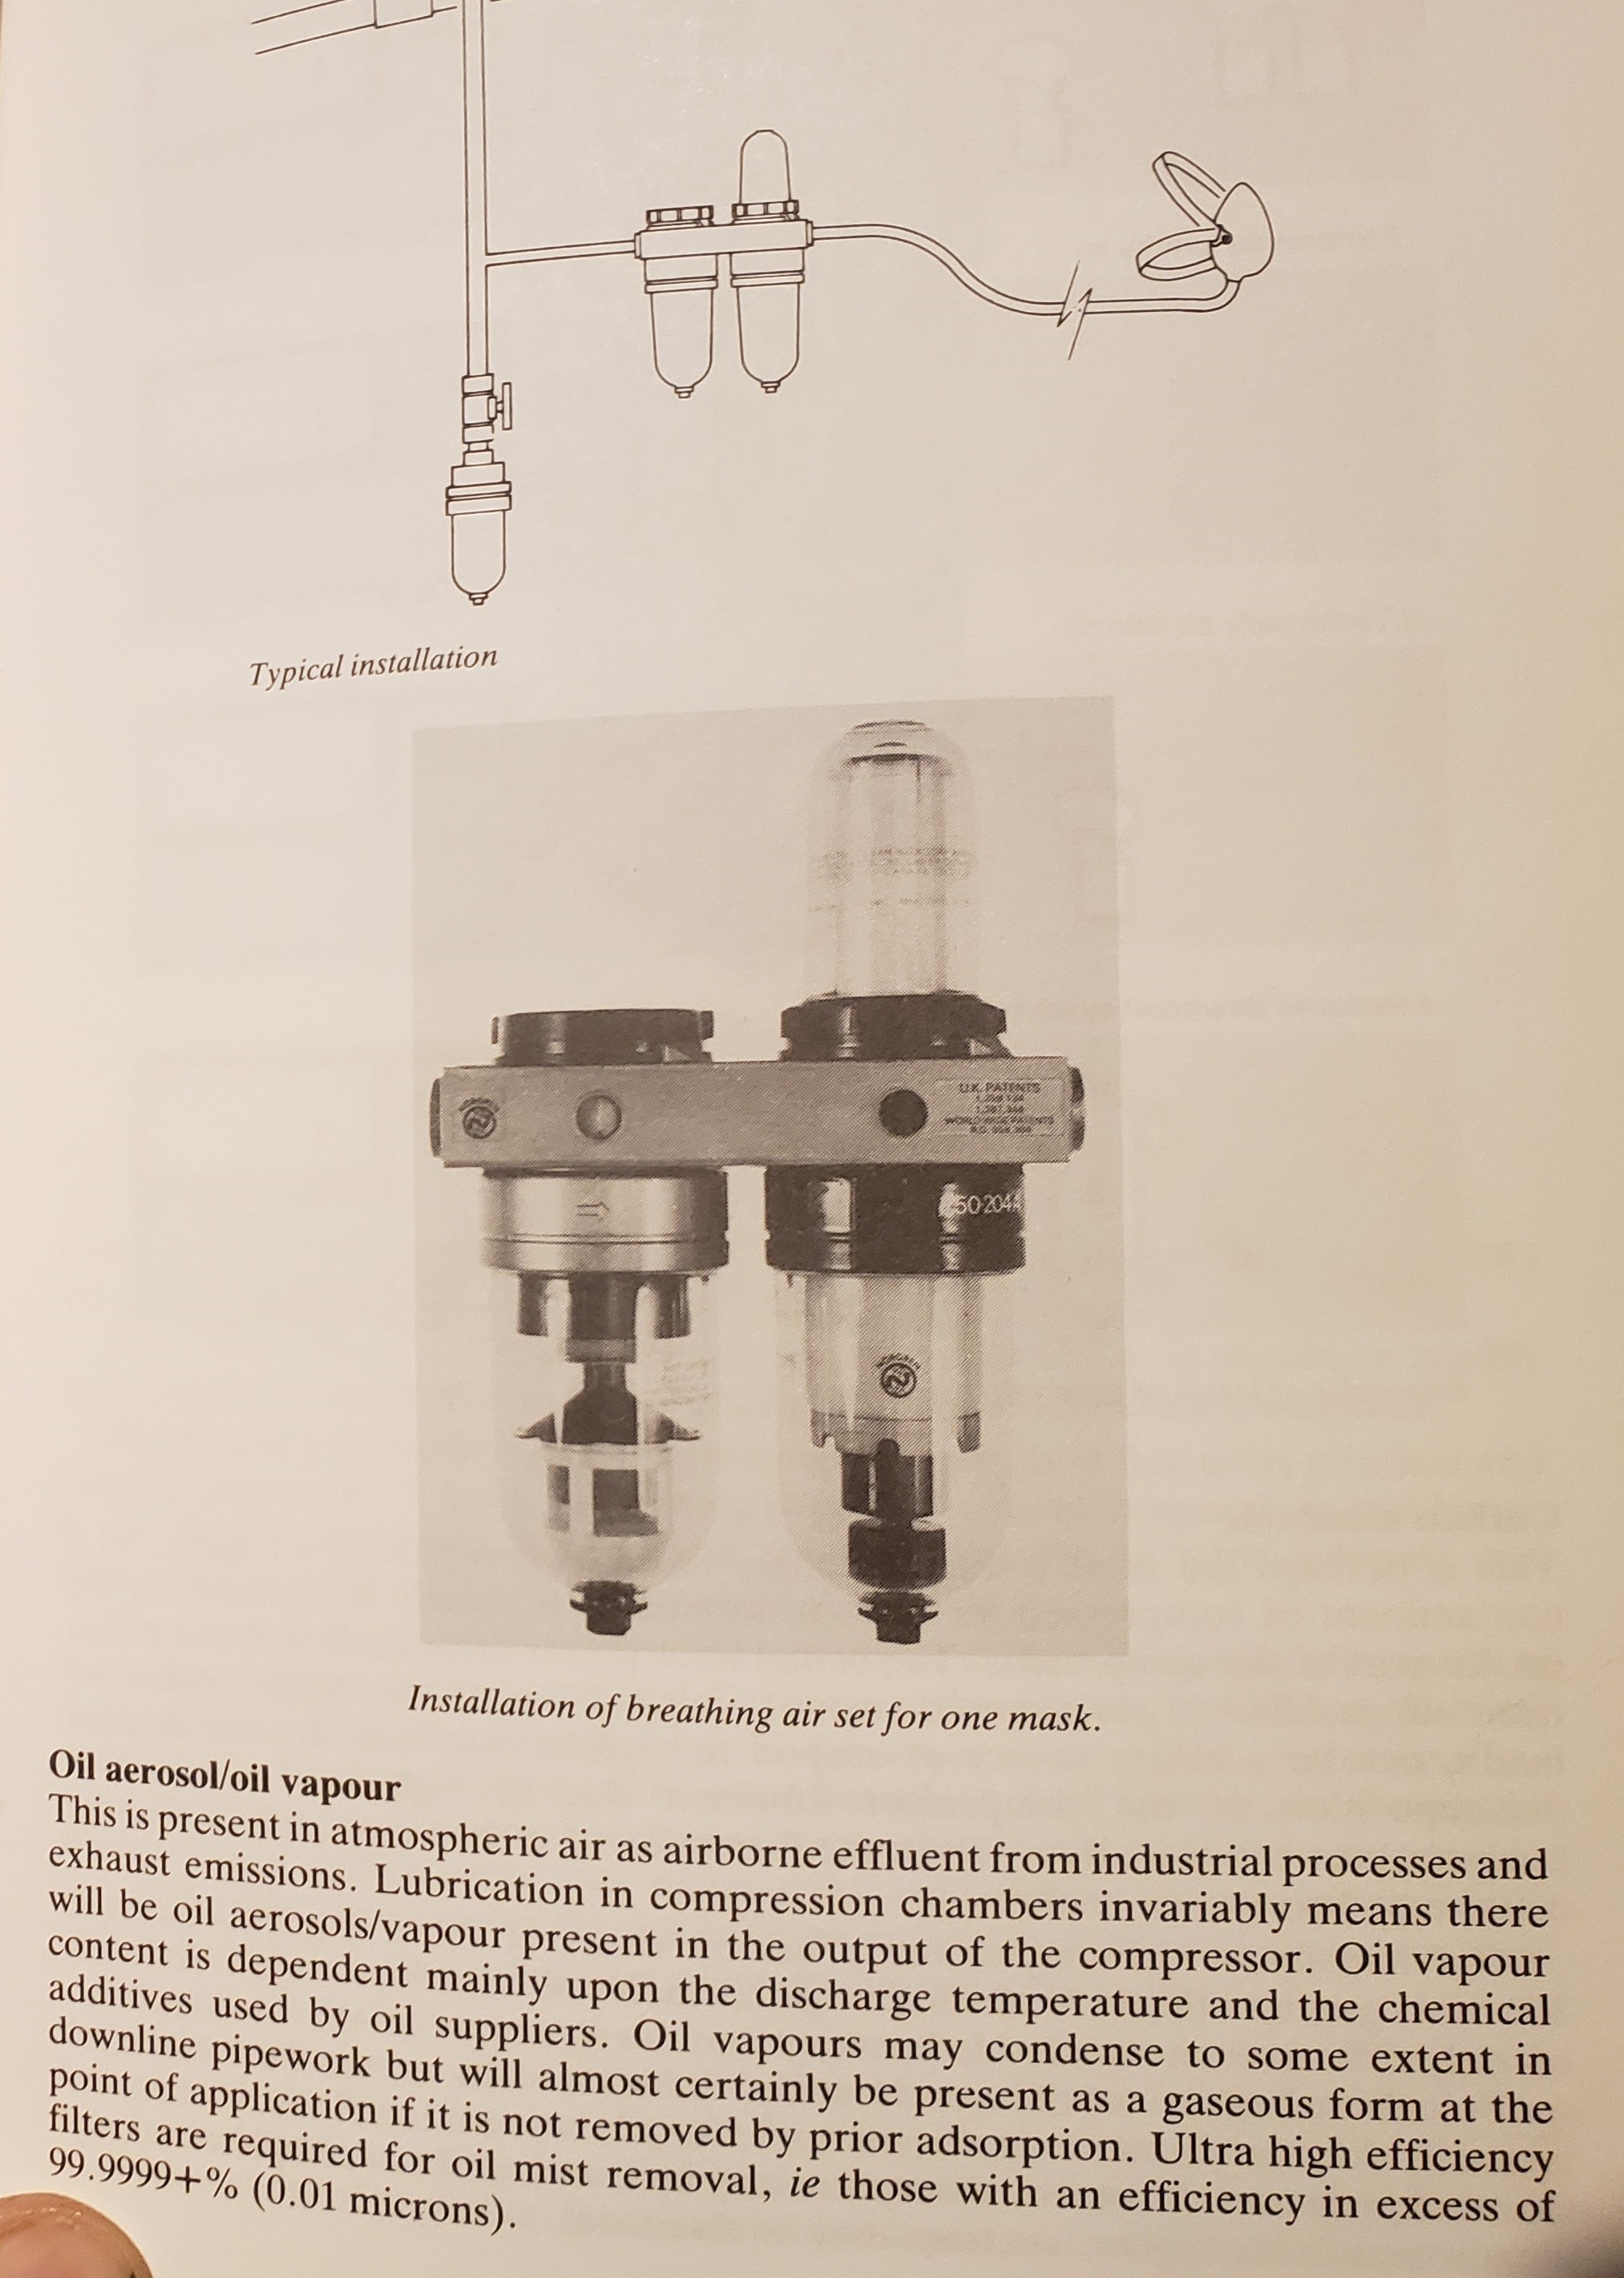 Typical installation
U.K. PATENTS
WORLD WIDE PATENTS
NORGREN
Installation of breathing air set for one mask.
Oil aerosol/oil vapour
This is present in atmospheric air as airborne effluent from industrial processes and
exhaust emissions. Lubrication in compression chambers invariably means there
will be oil aerosols/vapour present in the output of the compressor. Oil vapour
content is dependent mainly upon the discharge temperature and the chemical
additives used by oil suppliers. Oil vapours may condense to some extent in
downline pipework but will almost certainly be present as a gaseous form at the
point of application if it is not removed by prior adsorption. Ultra high efficiency
filters are required for oil mist removal, ie those with an efficiency in excess of
99.9999+% (0.01 microns).